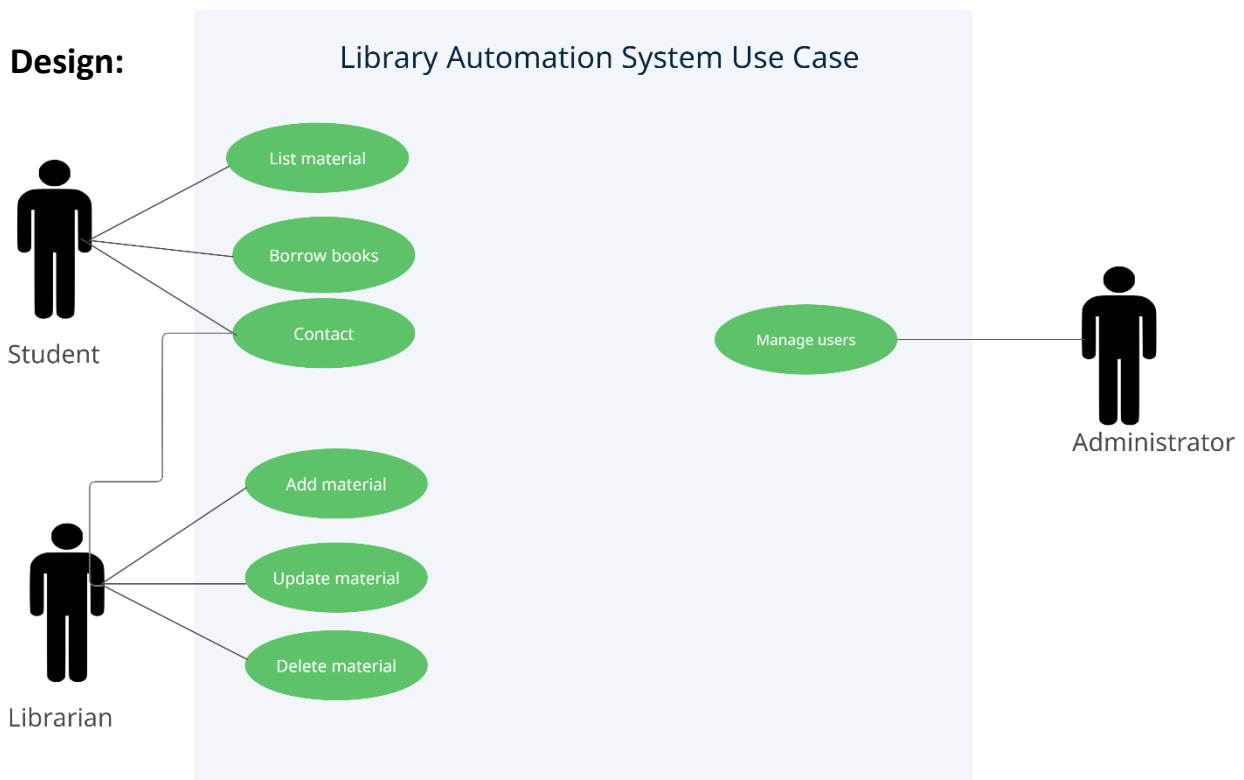 Design:
Library Automation System Use Case
List material
Borrow books
Contact
Student
Manage users
Administrator
Add material
Update material
Delete material
Librarian